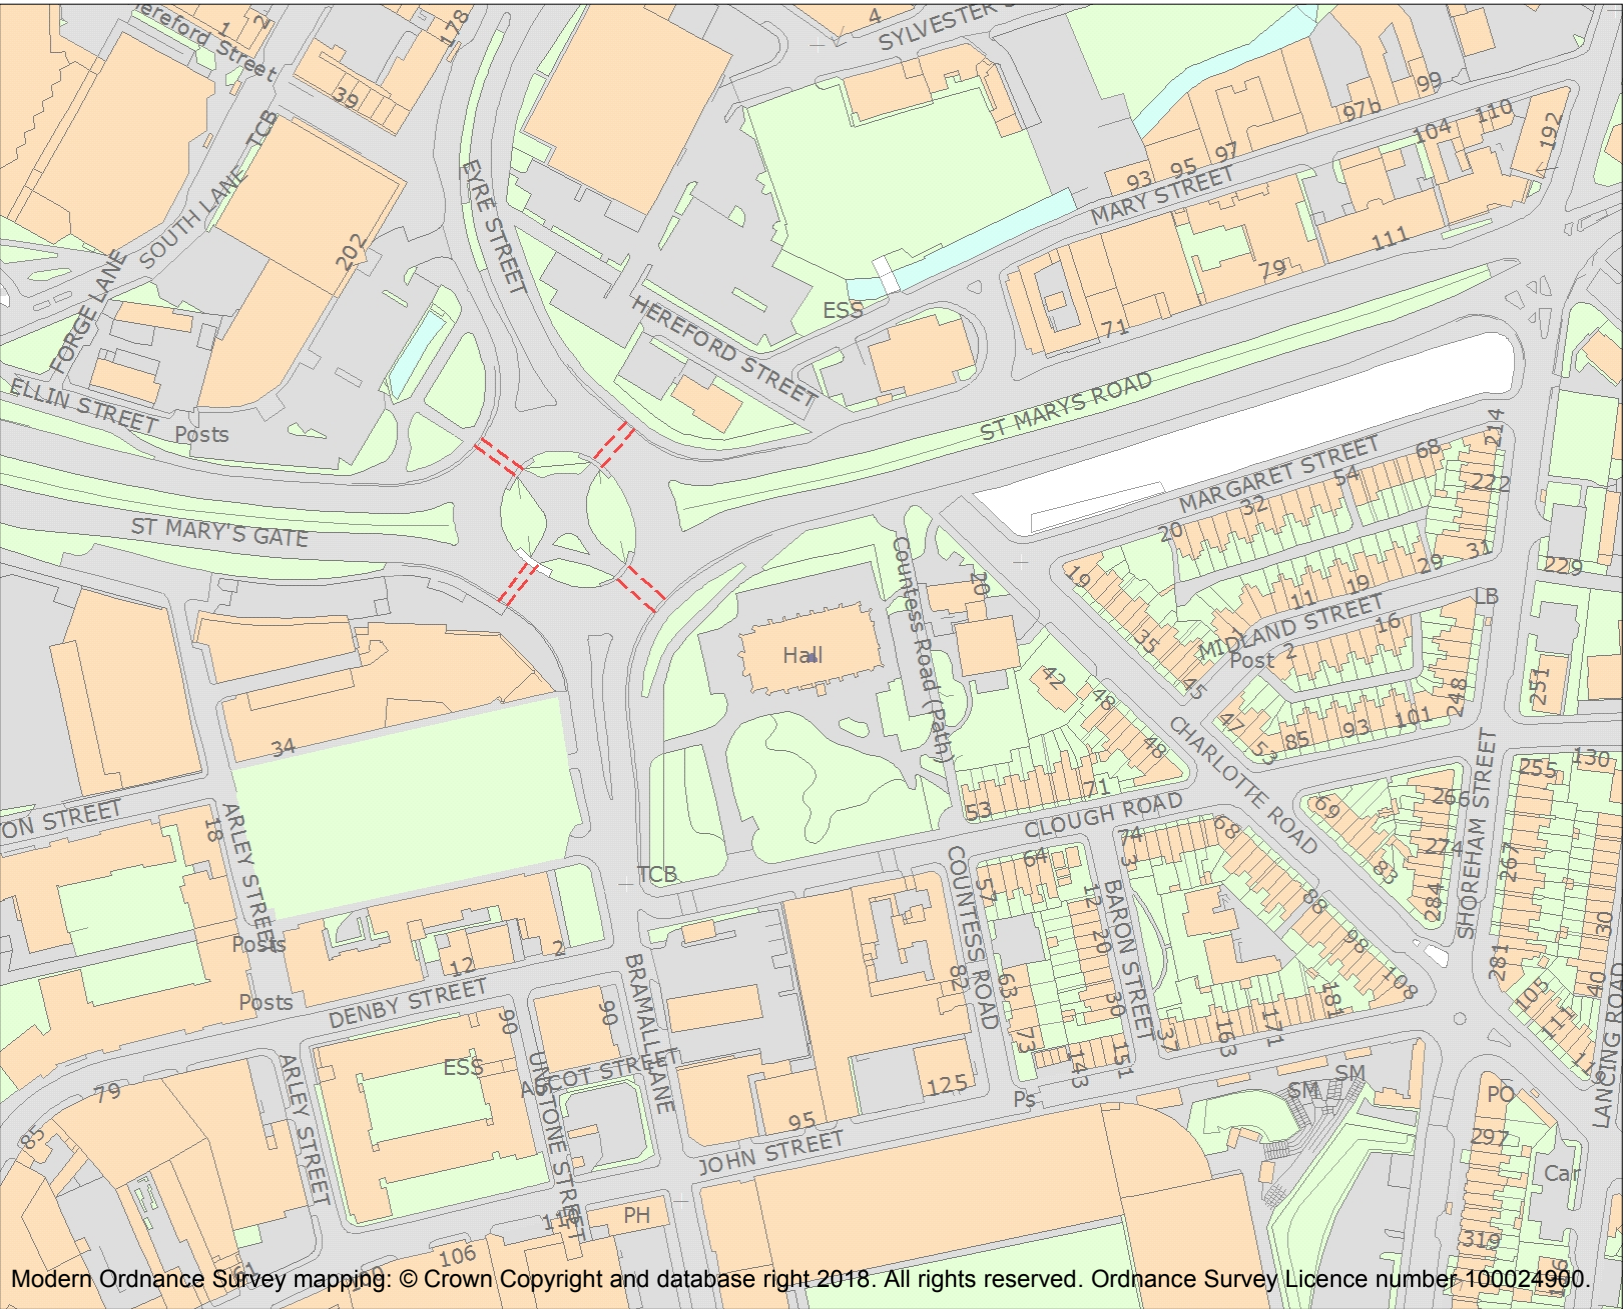 Hereford Street
1
2
178
4
SYLVESTER S
39
TCB
99
97b
110
104
192
SOUTH LANE
EYRE STREET
93
95
97
MARY STREET
202
FORGE LANE
111
79
71
ESS
HEREFORD STREET
ELLIN STREET
Posts
ST MARYS ROAD
214
68
54
MARGARET STREET
32
222
20
ST MARY'S GATE
Countess Road (Path)
20
19
31
29
19
11
1
229
LB
MIDLAND STREET
16
35
Post
2
Hall
42
45
48
251
248
101
93
85
47
53
CHARLOTTE ROAD
48
34
SHOREHAM STREET
130
255
71
53
CLOUGH ROAD
266
69
ON STREET
18
ARLEY STREET
74
68
3
64
274
83
267
TCB
COUNTESS ROAD
57
12
BARON STREET
88
284
30
20
98
Posts
2
12
281
BRAMALL LANE
82
63
108
40
105
Posts
DENBY STREET
90
90
30
181
171
163
37
111
LANCING ROAD
73
143
151
ESS
ASCOT STREET
UNSTONE STREET
ARLEY STREET
79
125
Ps
SM
SM
PO
85
95
JOHN STREET
297
Car
PH
106
319
61
Modern Ordnance Survey mapping: © Crown Copyright and database right 2018. All rights reserved. Ordnance Survey Licence number 100024900.